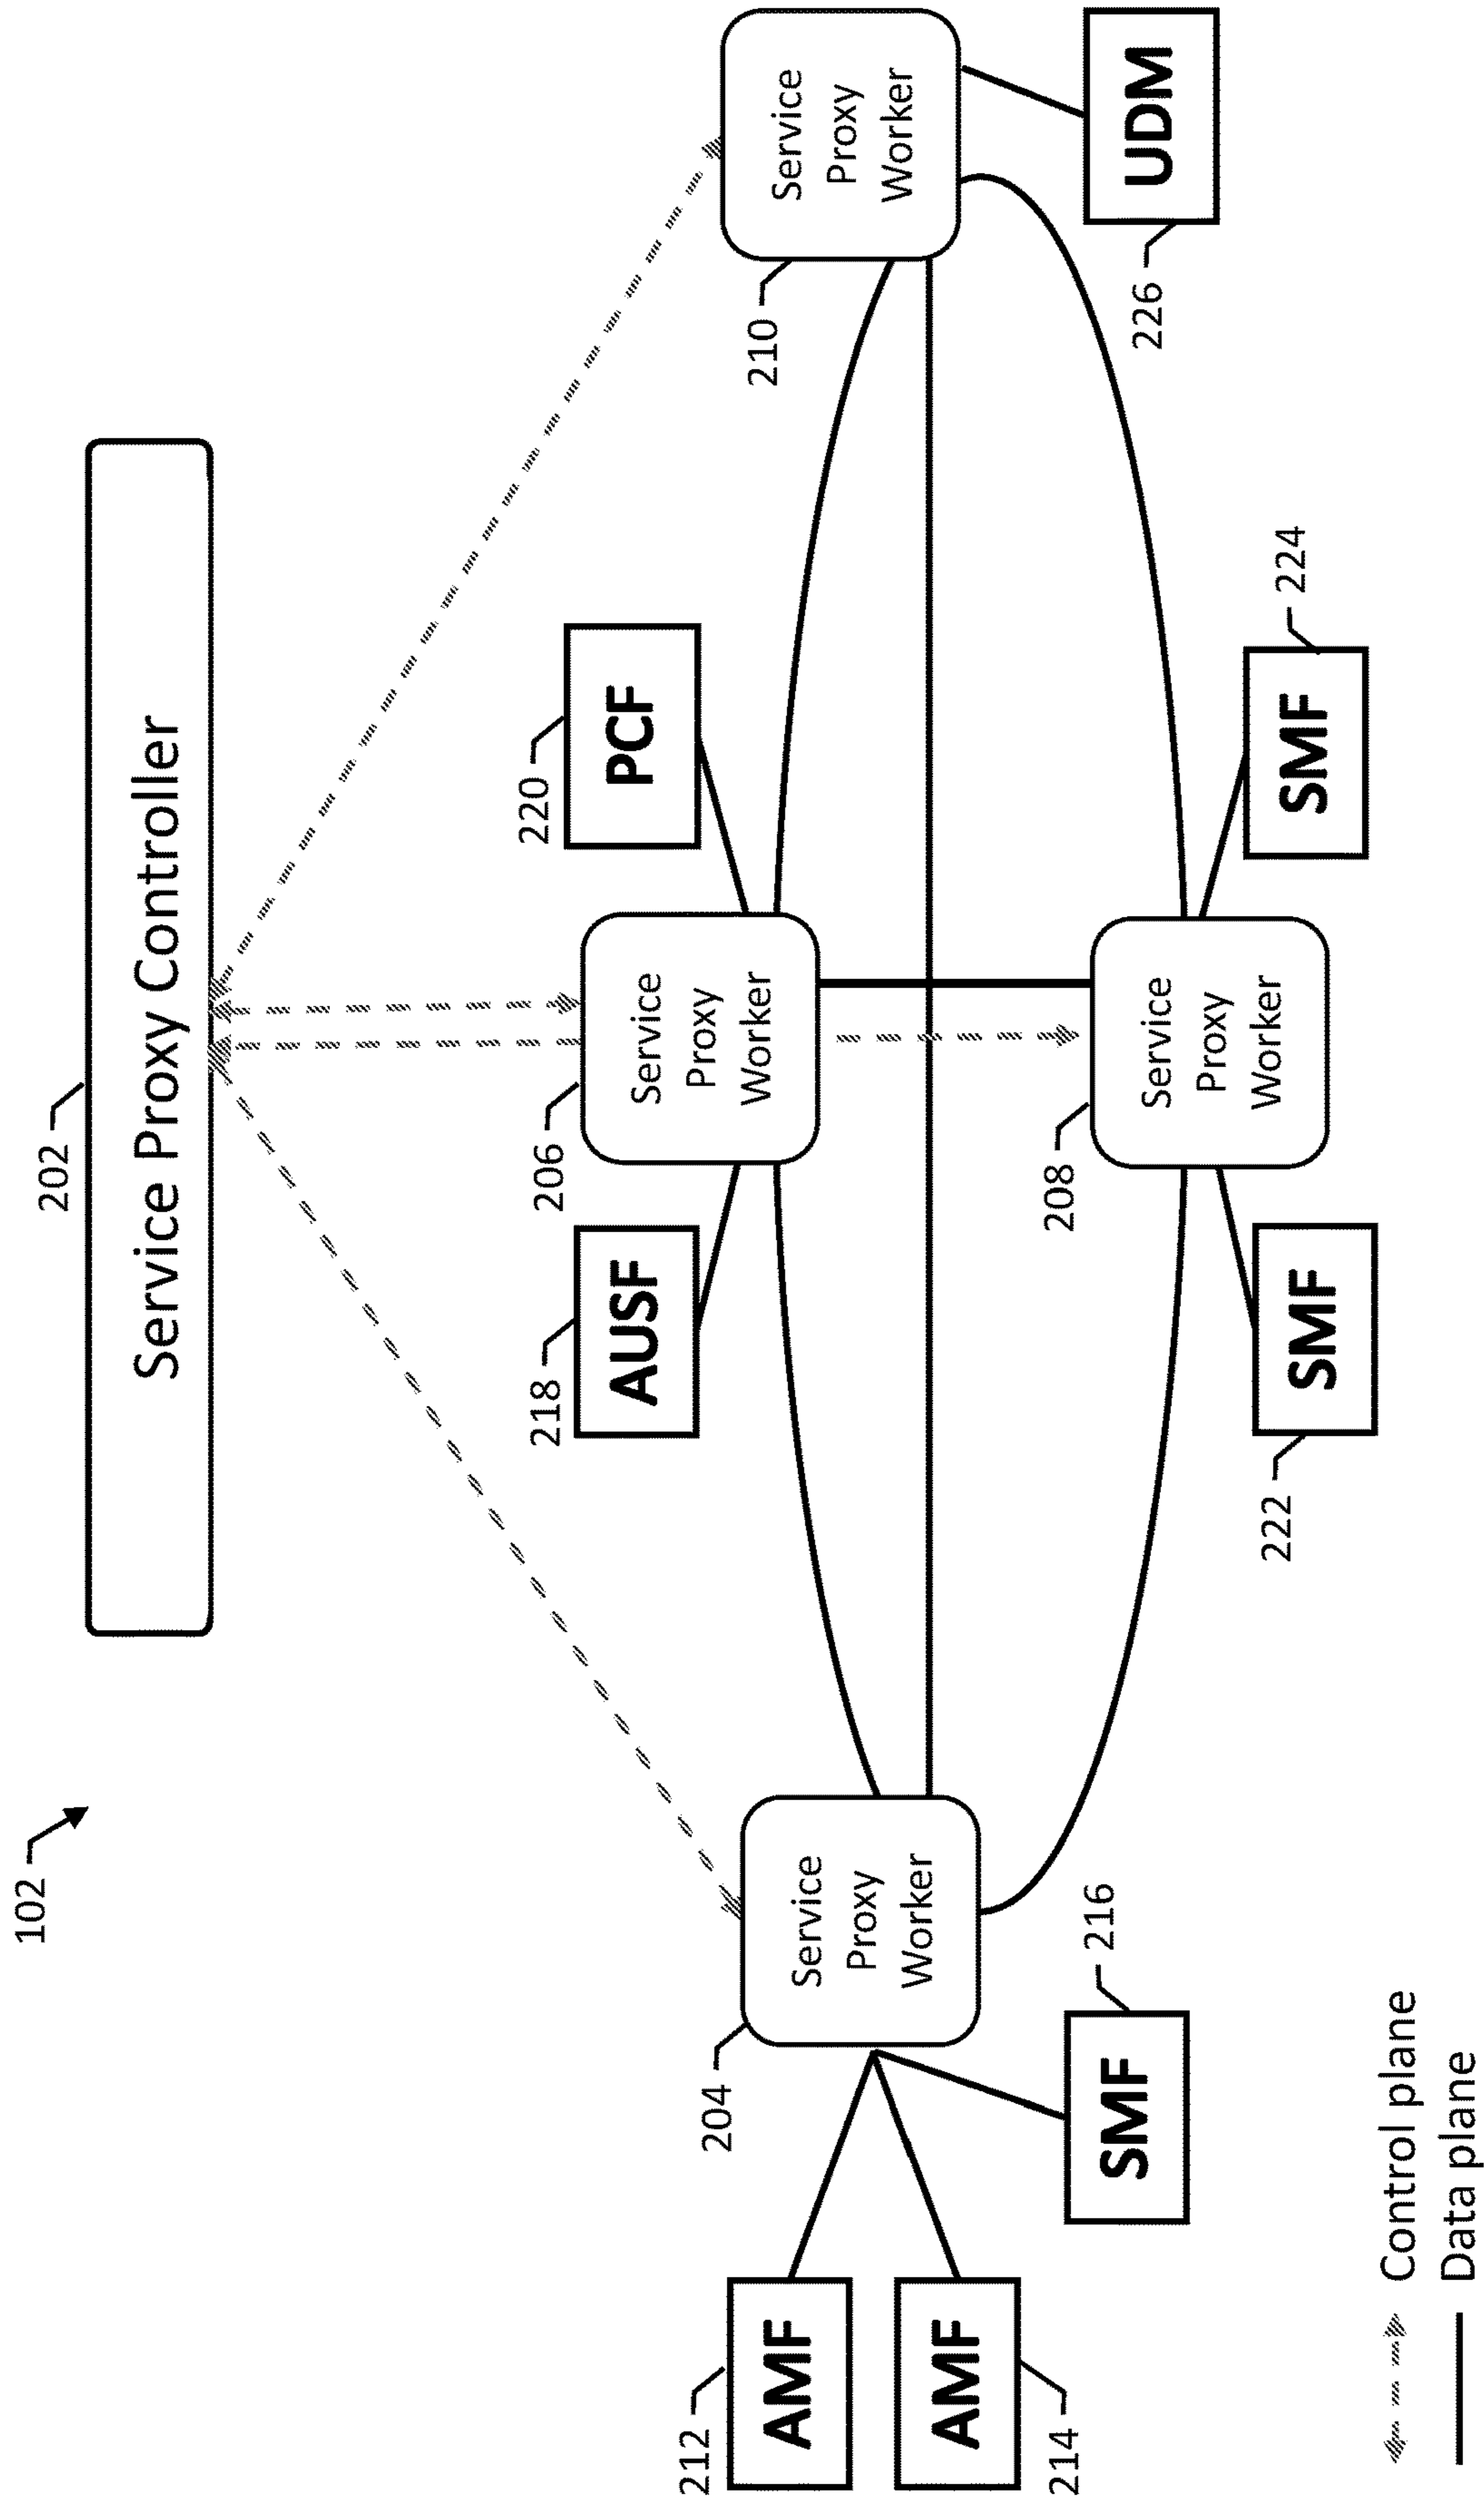 102
202
Service Proxy Controller
218
AUSF
206
Service
Proxy
Worker
220
PCF
210
Service
Proxy
Worker
204
Service
Proxy
Worker
212
AMF
AMF
214
SMF
216
208
Service
Proxy
Worker
222
SMF
SMF
224
226
UDM
Control plane
Data plane